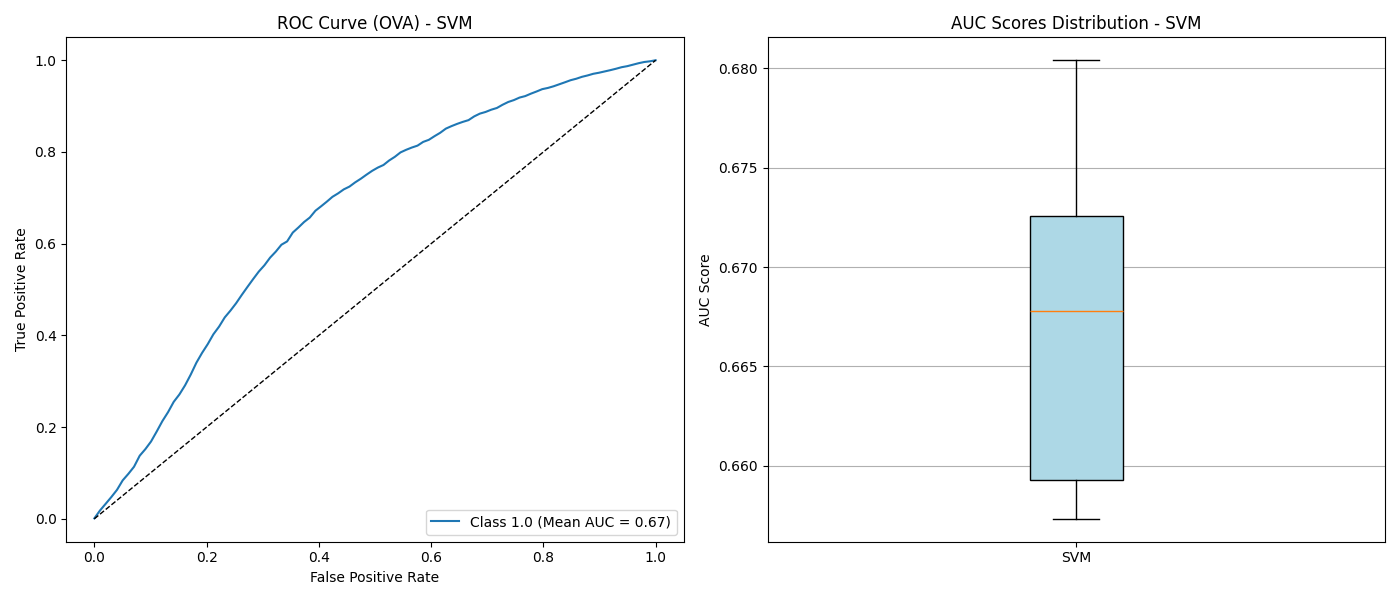 ROC Curve (OVA) - SVM
1.0
0.8
0.6
0.4
0.2
0.0
True Positive Rate
0.0 0.2 0.4 0.6 0.8 1.0
False Positive Rate
Class 1.0 (Mean AUC = 0.67)
AUC Scores Distribution - SVM
0.680
0.675
0.670
0.665
0.660
AUC Score
SVM